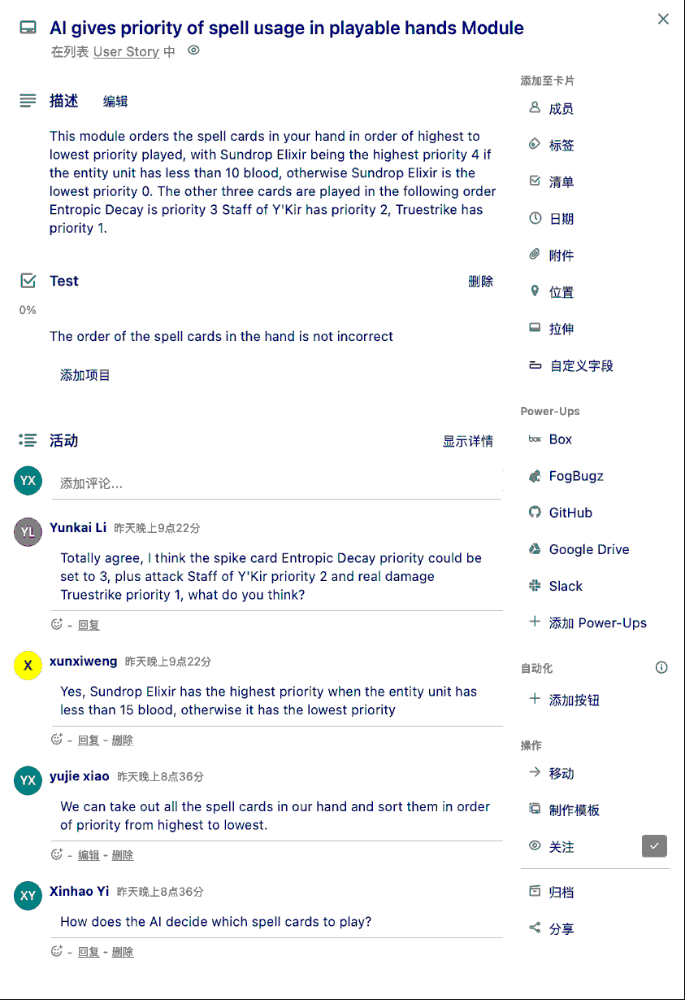 AI gives priority of spell usage in playable hands Module
在列表 User Story 中
描述 编辑
This module orders the spell cards in your hand in order of highest to
lowest priority played, with Sundrop Elixir being the highest priority 4 if
the entity unit has less than 10 blood, otherwise Sundrop Elixir is the
lowest priority 0. The other three cards are played in the following order
Entropic Decay is priority 3 Staff of Y'Kir has priority 2, Truestrike has
priority 1.
Test 删除
0%
The order of the spell cards in the hand is not incorrect
添加项目
活动 显示详情
YX 添加评论...
YL Yunkai Li 昨天晚上9点22分
Totally agree, I think the spike card Entropic Decay priority could be
set to 3, plus attack Staff of Y'Kir priority 2 and real damage
Truestrike priority 1, what do you think?
- 回复
X xunxiweng 昨天晚上9点22分
Yes, Sundrop Elixir has the highest priority when the entity unit has
less than 15 blood, otherwise it has the lowest priority
- 回复 - 删除
YX yujie xiao 昨天晚上8点36分
We can take out all the spell cards in our hand and sort them in order
of priority from highest to lowest.
- 编辑 - 删除
XY Xinhao Yi 昨天晚上8点36分
How does the AI decide which spell cards to play?
- 回复 - 删除
添加至卡片
成员
标签
清单
日期
附件
位置
拉伸
自定义字段
Power-Ups
box Box
FogBugz
GitHub
Google Drive
Slack
添加 Power-Ups
自动化
添加按钮
操作
移动
制作模板
关注
归档
分享